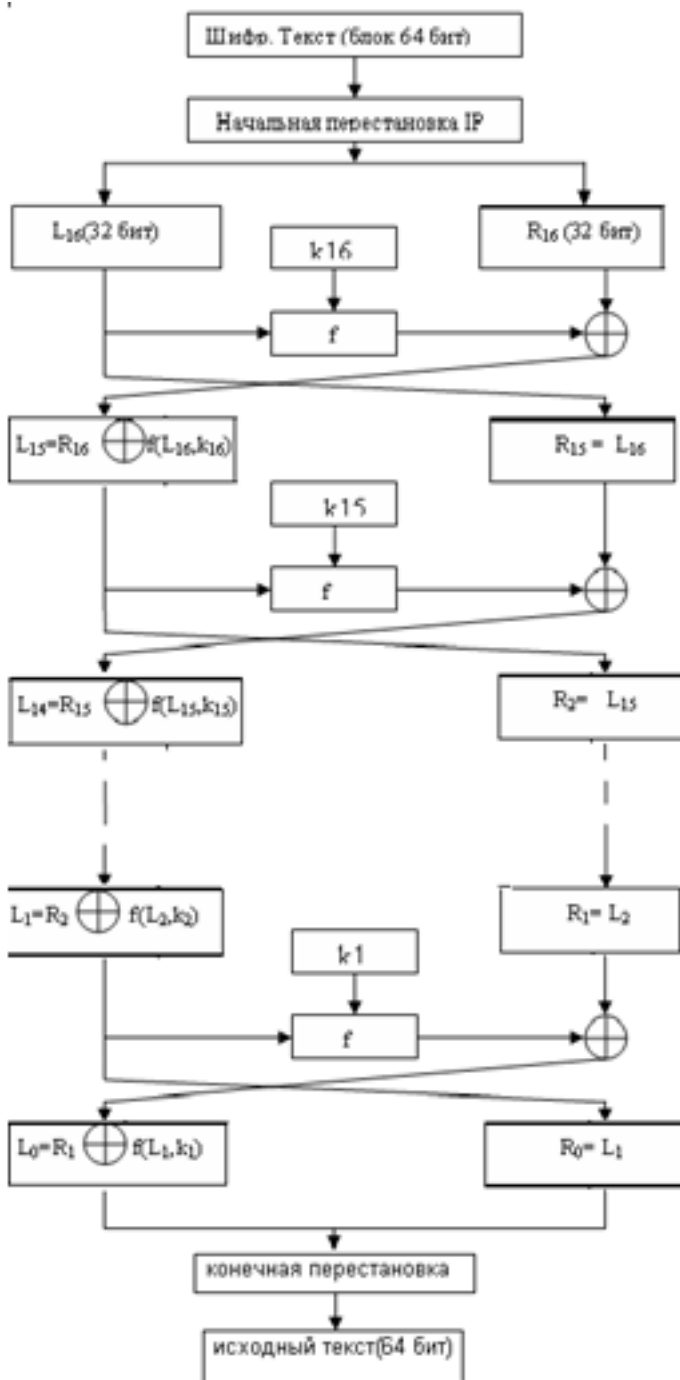 Шифр. Текст (блок 64 бит)
Начальная перестановка IP
L16(32 бит)
R16 (32 бит)
k16
f
L15=R16 ⊕ f(L16,k16)
R15 = L16
k15
f
L14=R15 ⊕ f(L15,k15)
R2= L15
L1=R2 ⊕ f(L2,k2)
R1= L2
k1
f
L0=R1 ⊕ f(L1,k1)
R0= L1
конечная перестановка
исходный текст(64 бит)